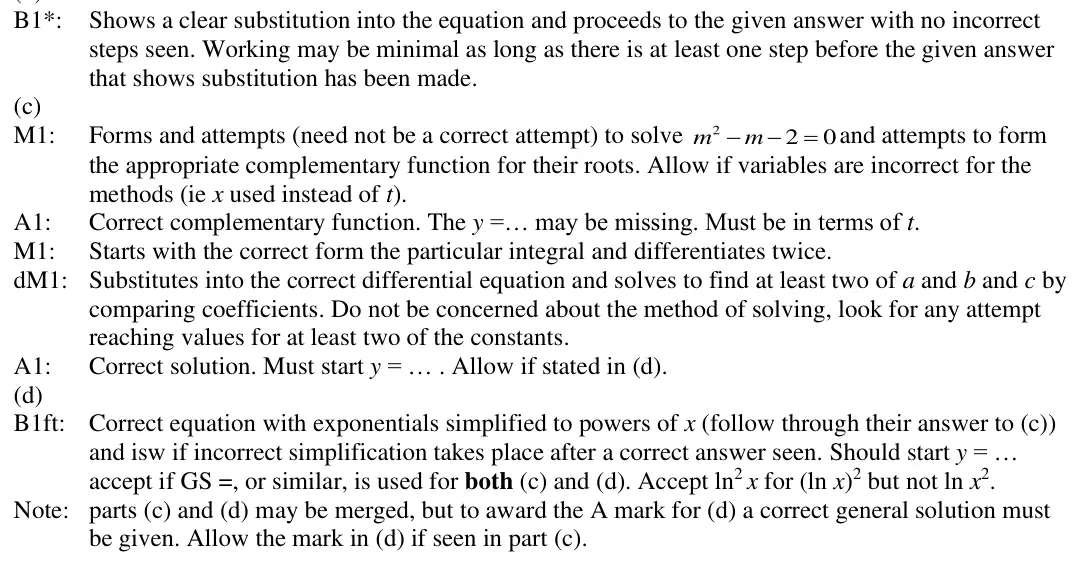 B1*: Shows a clear substitution into the equation and proceeds to the given answer with no incorrect
steps seen. Working may be minimal as long as there is at least one step before the given answer
that shows substitution has been made.
(c)
M1: Forms and attempts (need not be a correct attempt) to solve m² − m − 2 = 0 and attempts to form
the appropriate complementary function for their roots. Allow if variables are incorrect for the
methods (ie x used instead of t).
A1: Correct complementary function. The y =… may be missing. Must be in terms of t.
M1: Starts with the correct form the particular integral and differentiates twice.
dM1: Substitutes into the correct differential equation and solves to find at least two of a and b and c by
comparing coefficients. Do not be concerned about the method of solving, look for any attempt
reaching values for at least two of the constants.
A1: Correct solution. Must start y = … . Allow if stated in (d).
(d)
B1ft: Correct equation with exponentials simplified to powers of x (follow through their answer to (c))
and isw if incorrect simplification takes place after a correct answer seen. Should start y = …
accept if GS =, or similar, is used for both (c) and (d). Accept ln² x for (ln x)² but not ln x².
Note: parts (c) and (d) may be merged, but to award the A mark for (d) a correct general solution must
be given. Allow the mark in (d) if seen in part (c).